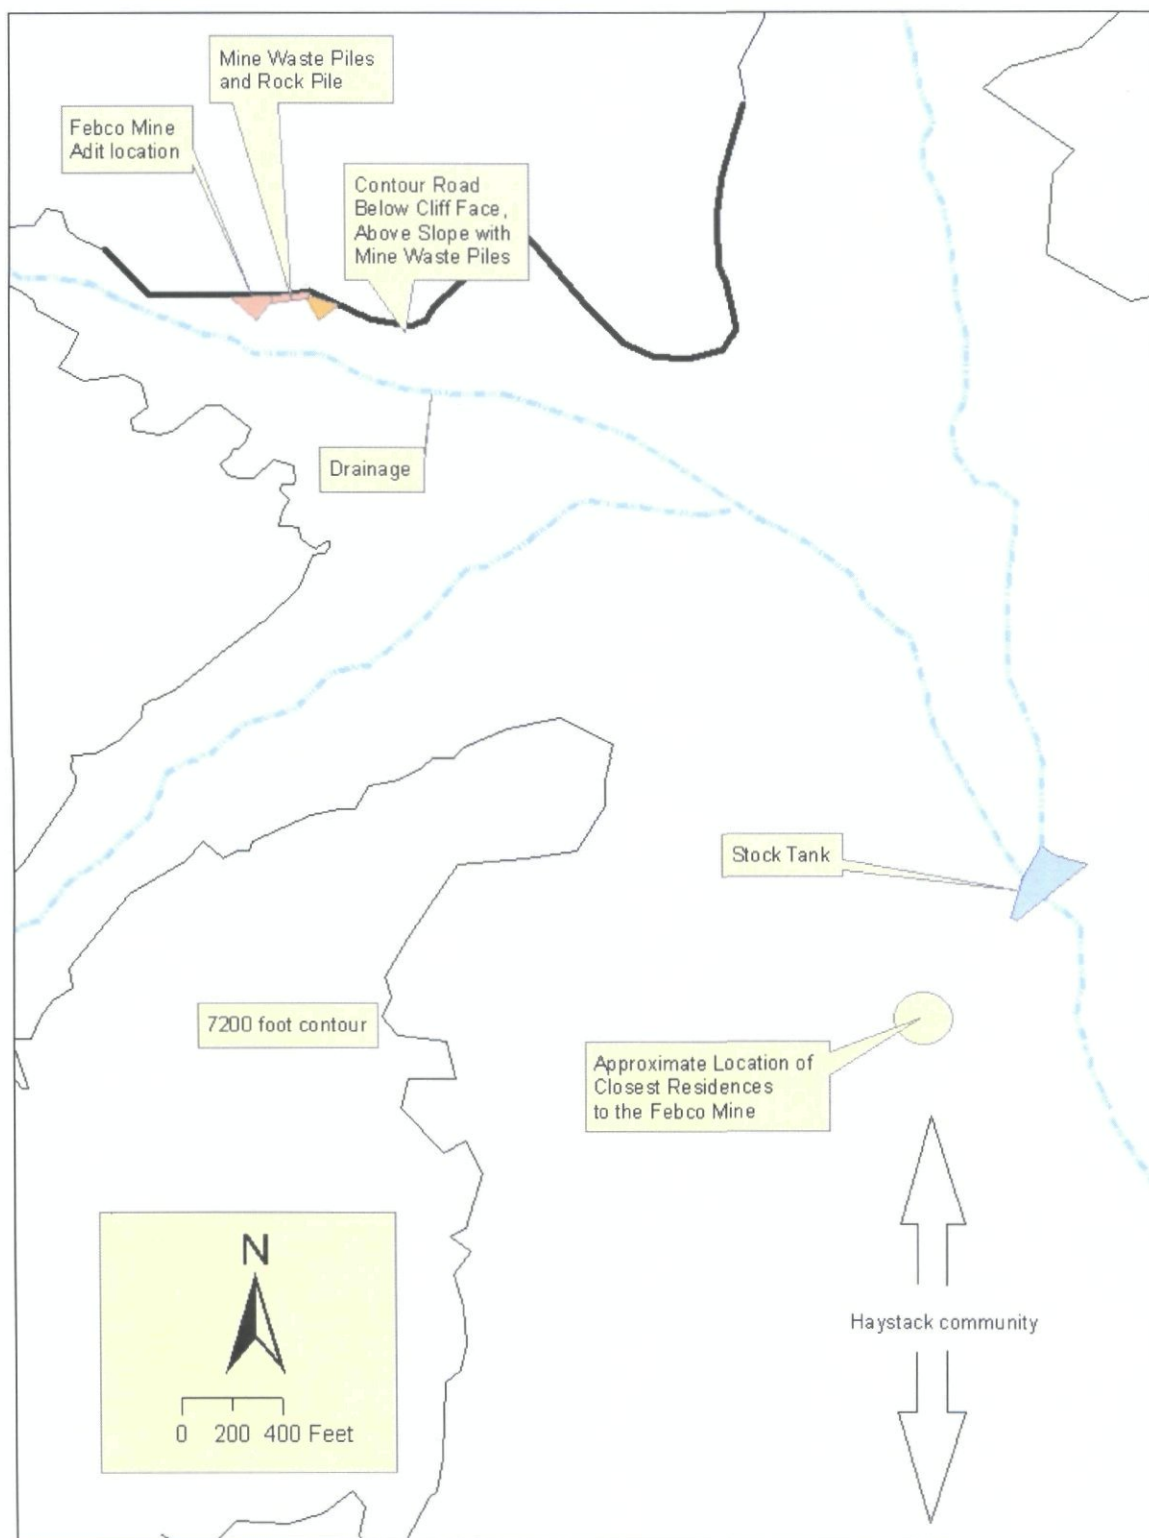 Mine Waste Piles
and Rock Pile
Febco Mine
Adit location
Contour Road
Below Cliff Face,
Above Slope with
Mine Waste Piles
Drainage
Stock Tank
7200 foot contour
Approximate Location of
Closest Residences
to the Febco Mine
N
0 200 400 Feet
Haystack community